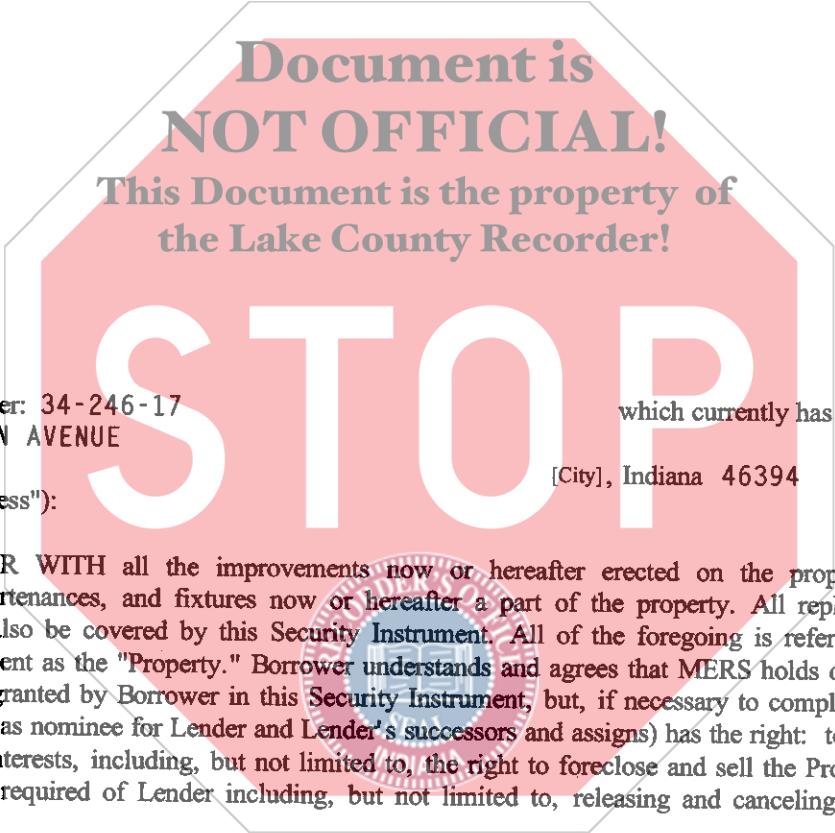 Document is
NOT OFFICIAL!
This Document is the property of
the Lake County Recorder!
STOP
er: 34-246-17
which currently has
N AVENUE
[City], Indiana 46394
ess"):
R WITH all the improvements now or hereafter erected on the prop
rtenances, and fixtures now or hereafter a part of the property. All repl
lso be covered by this Security Instrument. All of the foregoing is refer
ent as the "Property." Borrower understands and agrees that MERS holds o
granted by Borrower in this Security Instrument, but, if necessary to compl
as nominee for Lender and Lender's successors and assigns) has the right: t
terests, including, but not limited to, the right to foreclose and sell the Pro
required of Lender including, but not limited to, releasing and canceling
RECORDER'S OFFICE
SEAL
INDIANA